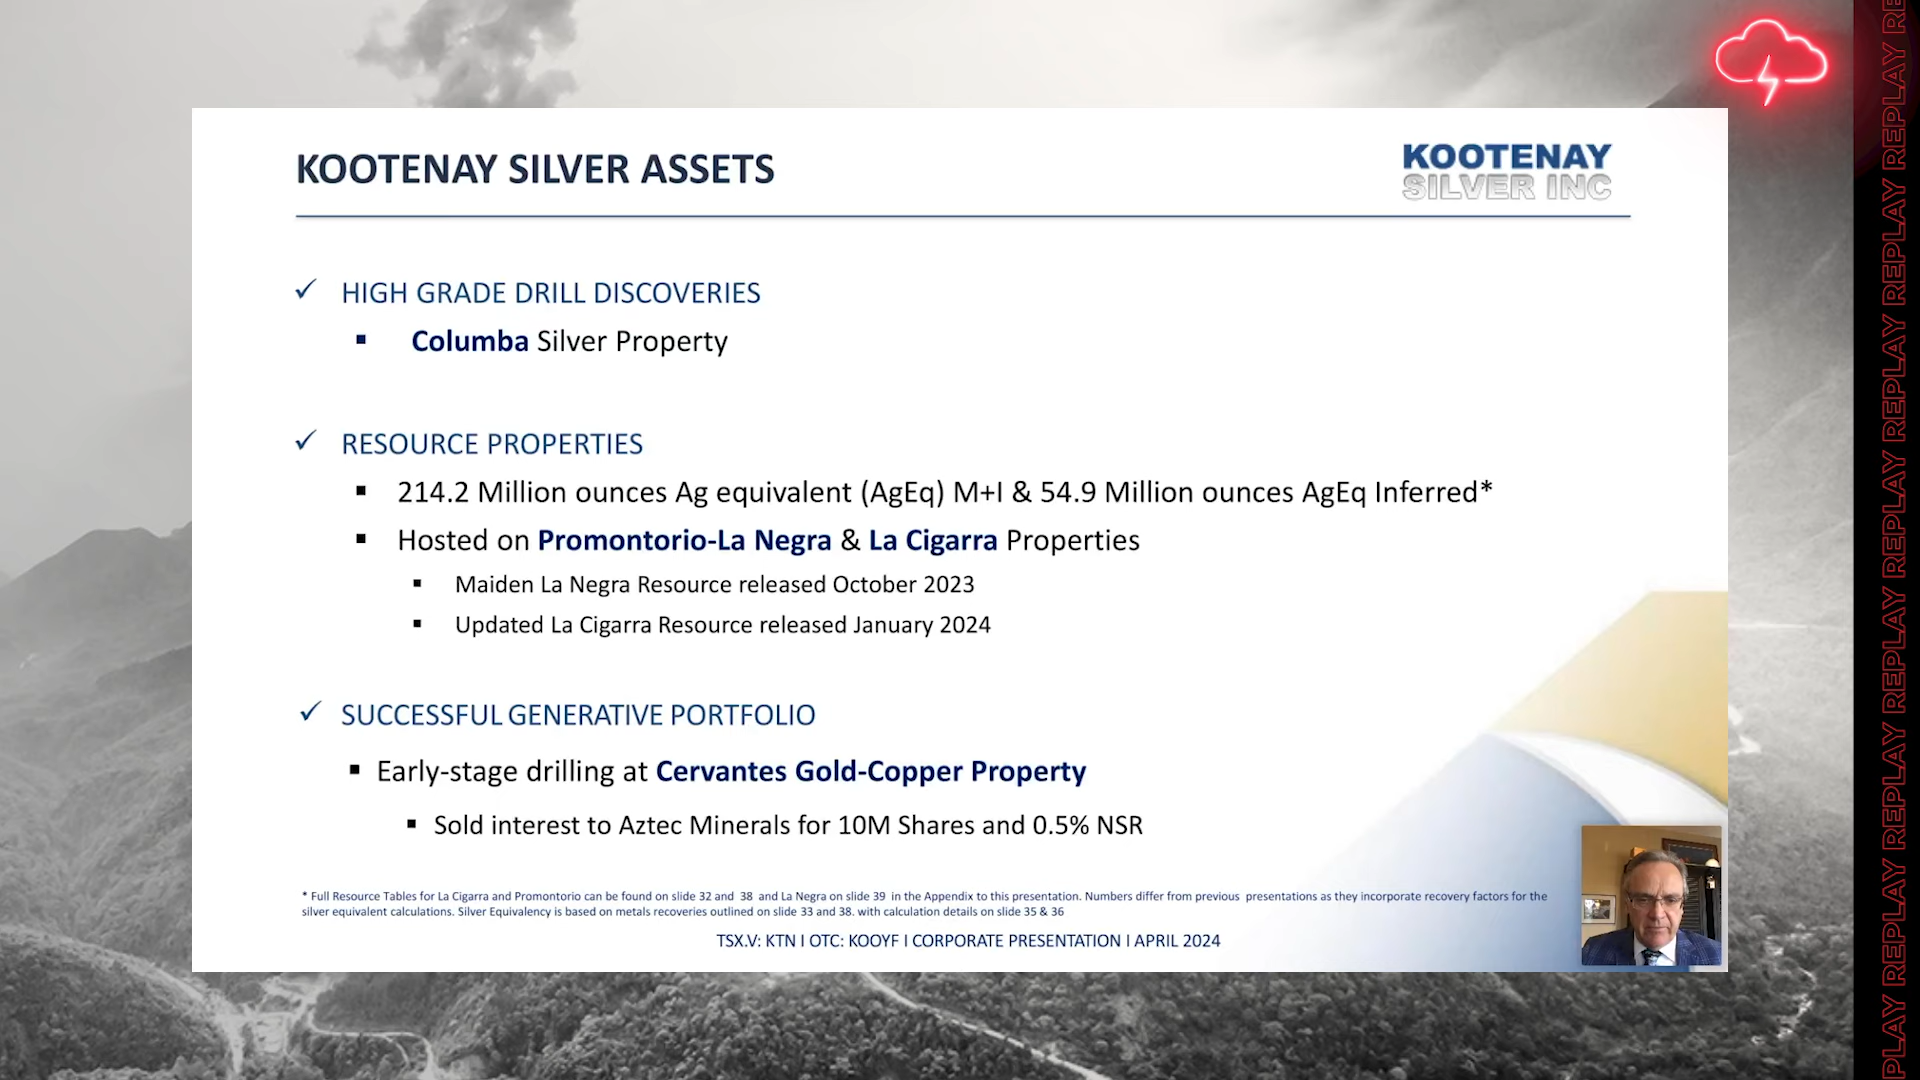 KOOTENAY SILVER ASSETS
KOOTENAY
SILVER INC
✓ HIGH GRADE DRILL DISCOVERIES
▪ Columba Silver Property
✓ RESOURCE PROPERTIES
▪ 214.2 Million ounces Ag equivalent (AgEq) M+I & 54.9 Million ounces AgEq Inferred*
▪ Hosted on Promontorio-La Negra & La Cigarra Properties
▪ Maiden La Negra Resource released October 2023
▪ Updated La Cigarra Resource released January 2024
✓ SUCCESSFUL GENERATIVE PORTFOLIO
▪ Early-stage drilling at Cervantes Gold-Copper Property
▪ Sold interest to Aztec Minerals for 10M Shares and 0.5% NSR
* Full Resource Tables for La Cigarra and Promontorio can be found on slide 32 and 38 and La Negra on slide 39 in the Appendix to this presentation. Numbers differ from previous presentations as they incorporate recovery factors for the
silver equivalent calculations. Silver Equivalency is based on metals recoveries outlined on slide 33 and 38. with calculation details on slide 35 & 36
TSX.V: KTN I OTC: KOOYF I CORPORATE PRESENTATION I APRIL 2024
PLAY REPLAY REPLAY REPLAY REPLAY REPLAY REPLAY REPLAY RE